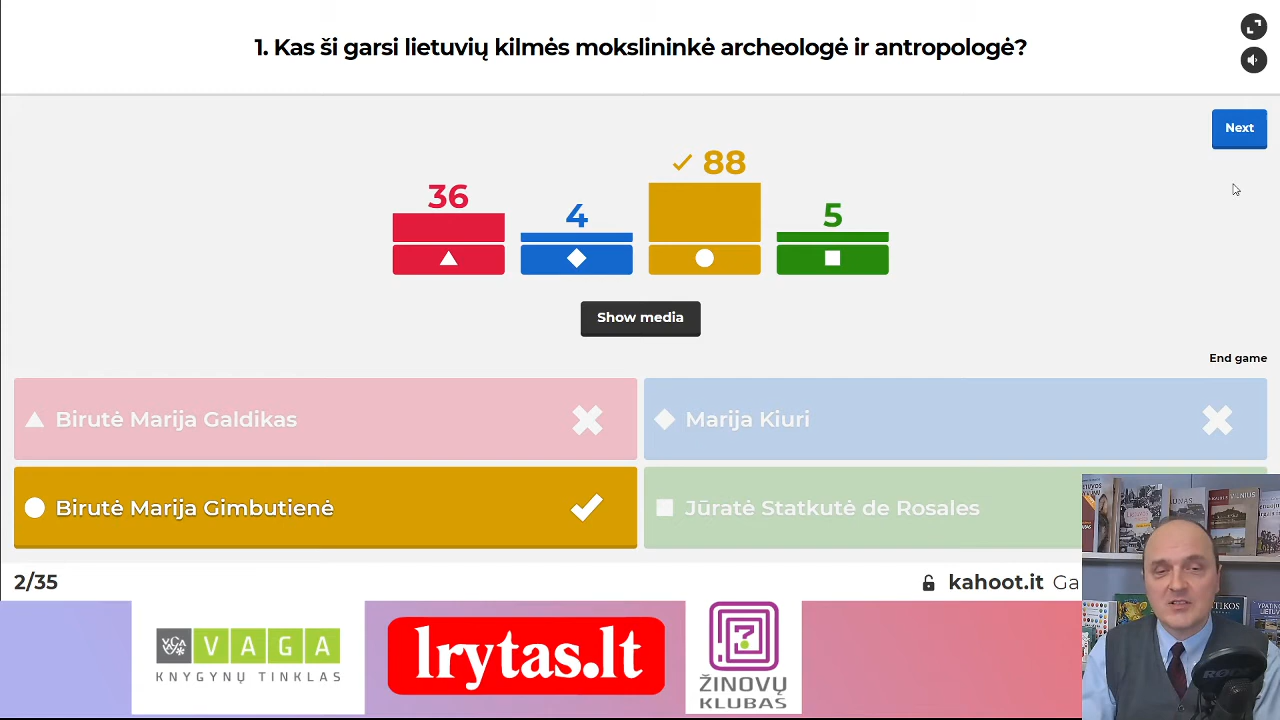 1. Kas ši garsi lietuvių kilmės mokslininkė archeologė ir antropologė?
Next
36
4
88
5
Show media
End game
Birutė Marija Galdikas
Marija Kiuri
Birutė Marija Gimbutienė
Jūratė Statkutė de Rosales
2/35
kahoot.it Ga
VAGA
KNYGYNŲ TINKLAS
lrytas.lt
?
ŽINOVŲ
KLUBAS
VILNIUS